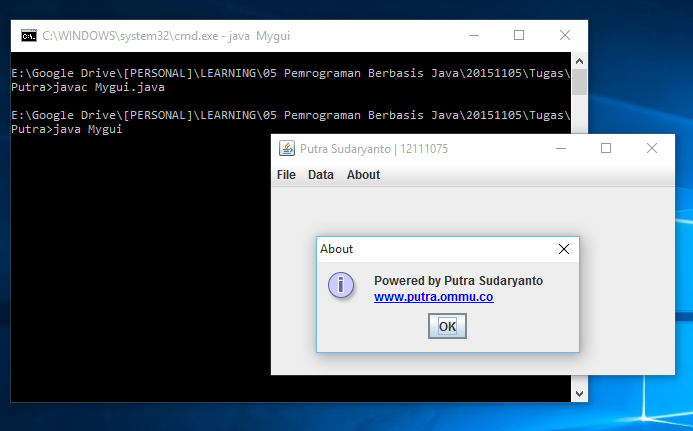 C:\WINDOWS\system32\cmd.exe - java  Mygui
E:\Google Drive\[PERSONAL]\LEARNING\05 Pemrograman Berbasis Java\20151105\Tugas\
Putra>javac Mygui.java
E:\Google Drive\[PERSONAL]\LEARNING\05 Pemrograman Berbasis Java\20151105\Tugas\
Putra>java Mygui
Putra Sudaryanto | 12111075
File Data About
About
Powered by Putra Sudaryanto
www.putra.ommu.co
OK